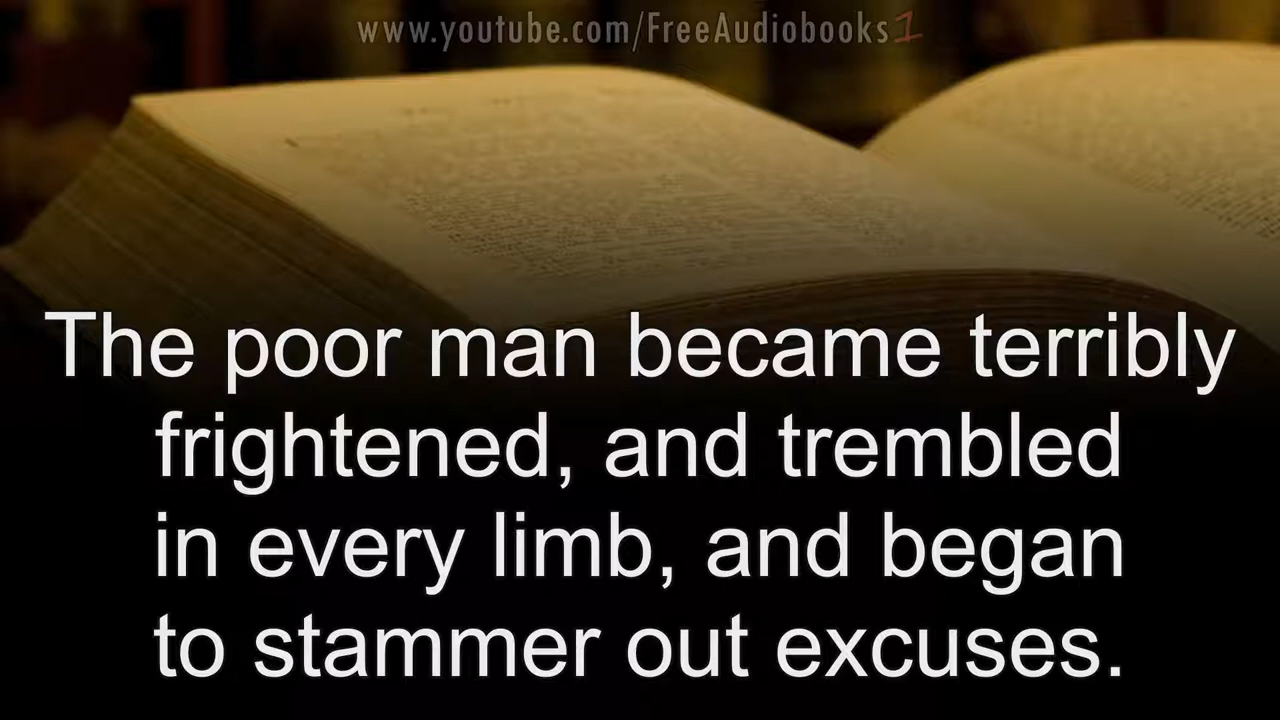 www.youtube.com/FreeAudiobooks1
The poor man became terribly
frightened, and trembled
in every limb, and began
to stammer out excuses.